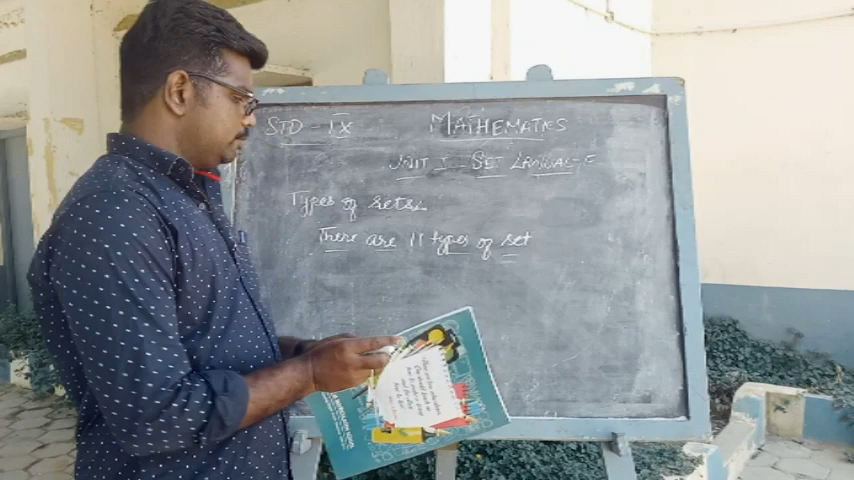 STD - IX
MATHEMATICS
UNIT I SET LANGUAGE
Types of sets
There are 11 types of set